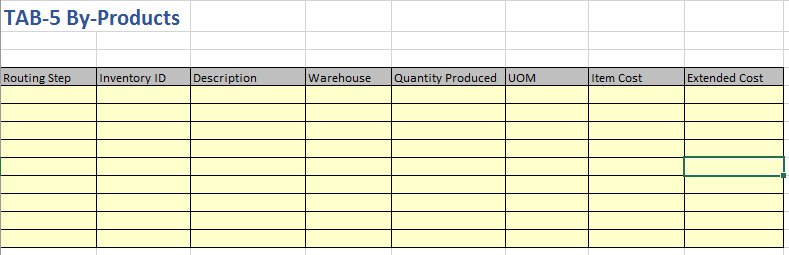 TAB-5 By-Products
Routing Step Inventory ID Description Warehouse Quantity Produced UOM Item Cost Extended Cost